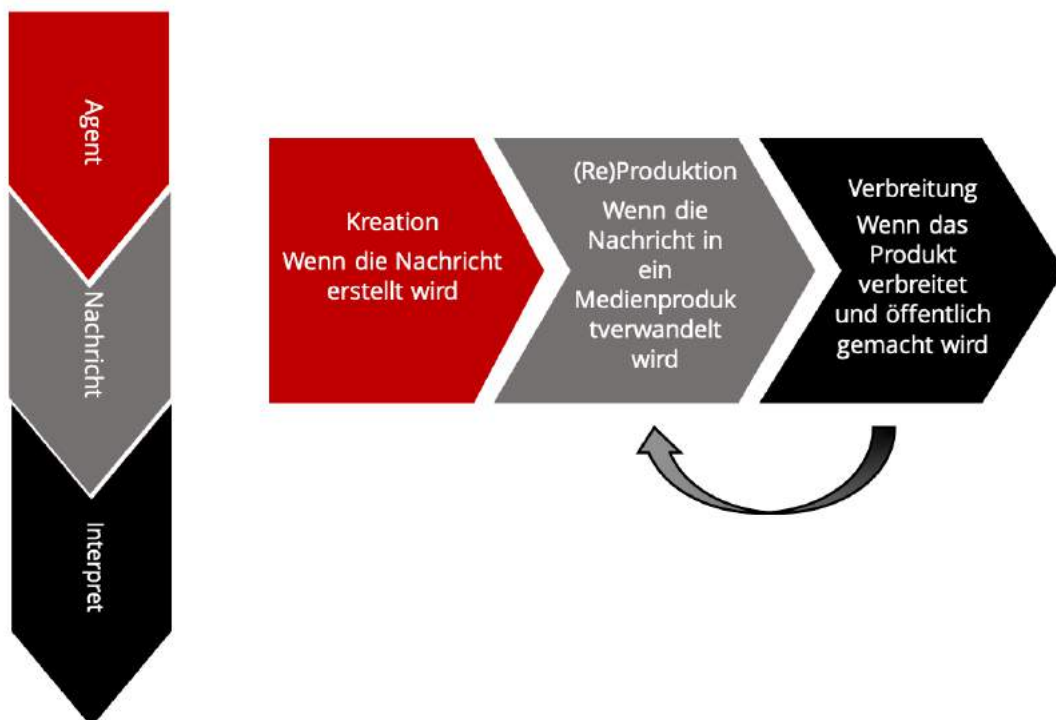 Agent
Nachricht
Interpret
Kreation
Wenn die Nachricht
erstellt wird
(Re)Produktion
Wenn die
Nachricht in
ein
Medienproduk
tverwandelt
wird
Verbreitung
Wenn das
Produkt
verbreitet
und öffentlich
gemacht wird